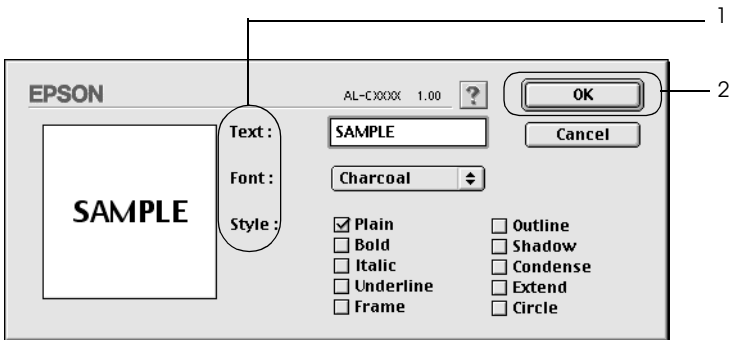 1
EPSON AL-CXXXX 1.00 ? OK 2
Text : SAMPLE Cancel
Font : Charcoal
SAMPLE
Style : Plain Outline
Bold Shadow
Italic Condense
Underline Extend
Frame Circle